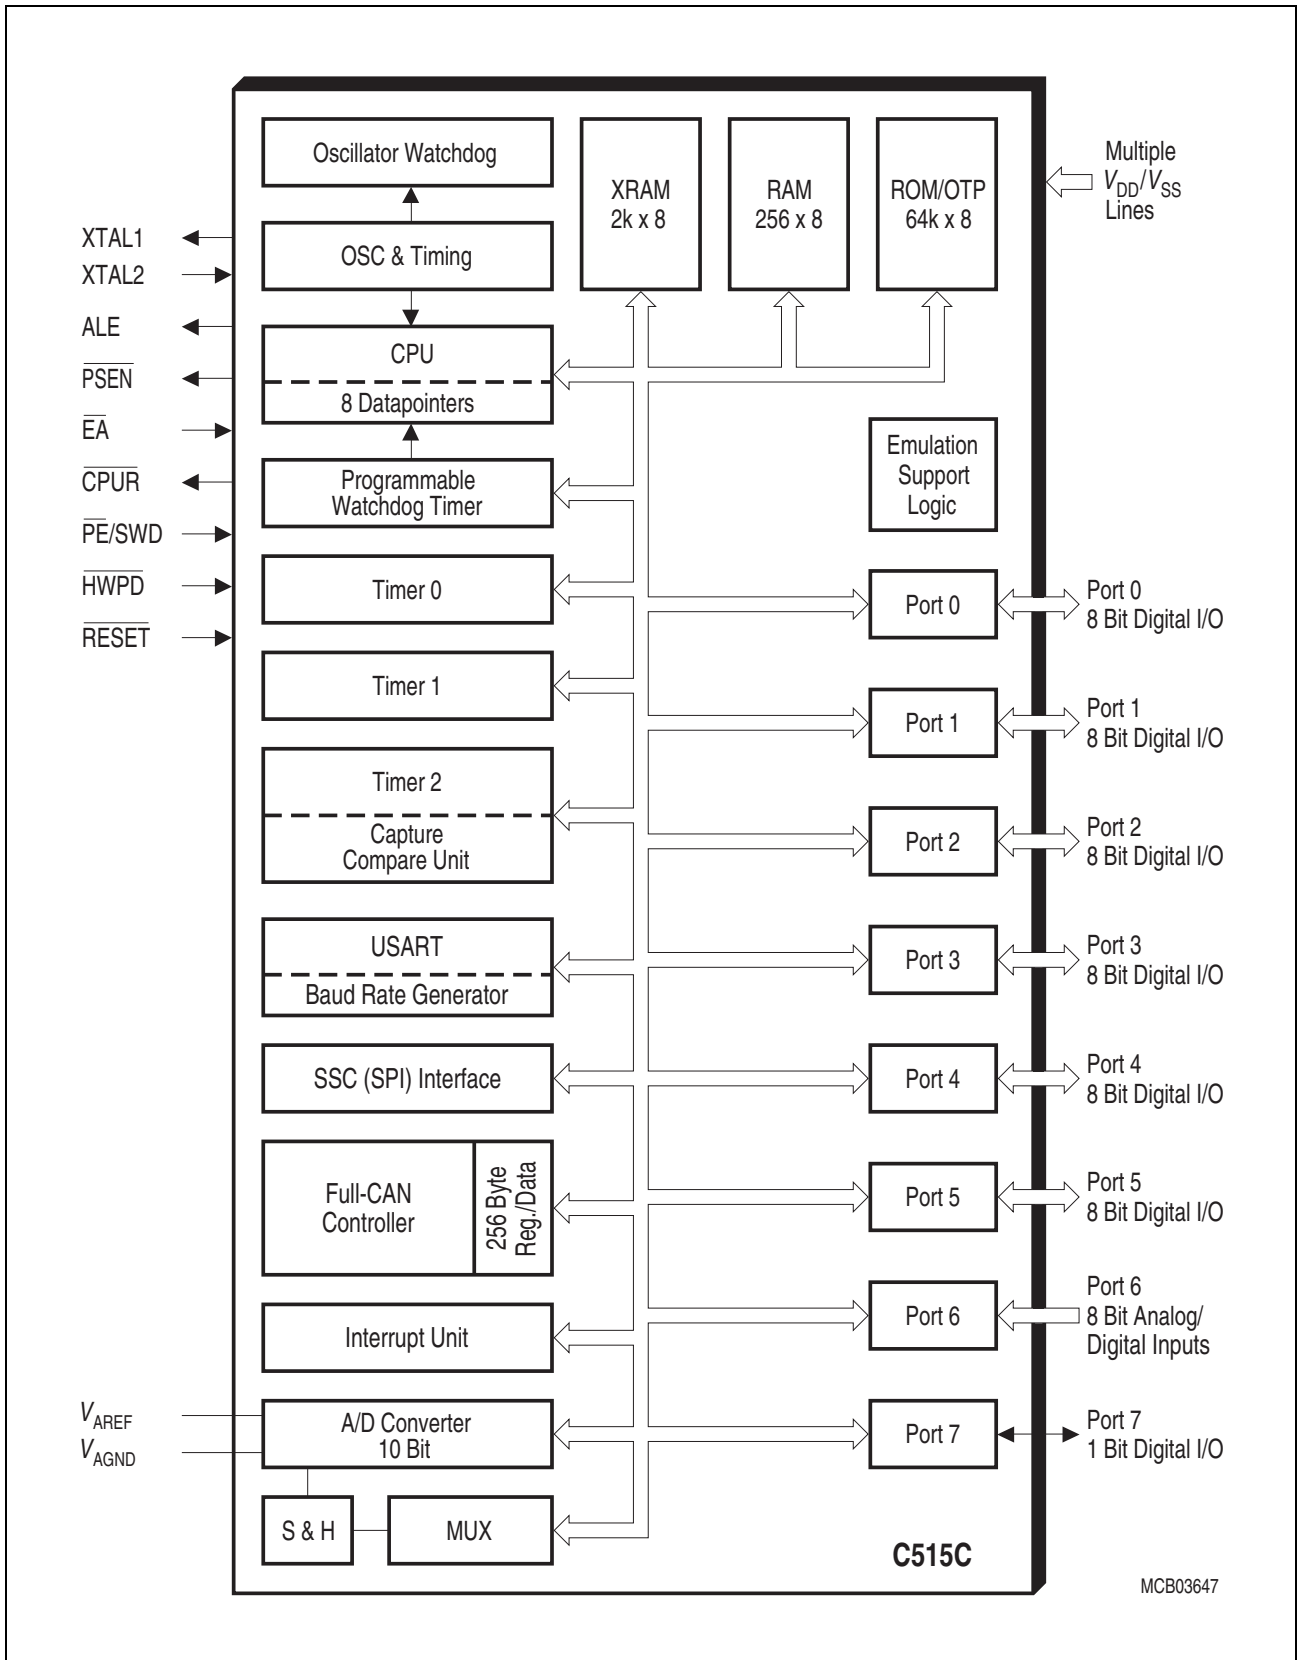 Oscillator Watchdog
OSC & Timing
CPU
8 Datapointers
Programmable
Watchdog Timer
Timer 0
Timer 1
Timer 2
Capture
Compare Unit
USART
Baud Rate Generator
SSC (SPI) Interface
Full-CAN
Controller
256 Byte
Reg./Data
Interrupt Unit
A/D Converter
10 Bit
S & H
MUX
XRAM
2k x 8
RAM
256 x 8
ROM/OTP
64k x 8
Emulation
Support
Logic
Port 0
Port 1
Port 2
Port 3
Port 4
Port 5
Port 6
Port 7
C515C
XTAL1
XTAL2
ALE
P̅S̅E̅N̅
E̅A̅
C̅P̅U̅R̅
P̅E̅/SWD
H̅W̅P̅D̅
R̅E̅S̅E̅T̅
VAREF
VAGND
Multiple
VDD/VSS
Lines
Port 0
8 Bit Digital I/O
Port 1
8 Bit Digital I/O
Port 2
8 Bit Digital I/O
Port 3
8 Bit Digital I/O
Port 4
8 Bit Digital I/O
Port 5
8 Bit Digital I/O
Port 6
8 Bit Analog/
Digital Inputs
Port 7
1 Bit Digital I/O
MCB03647